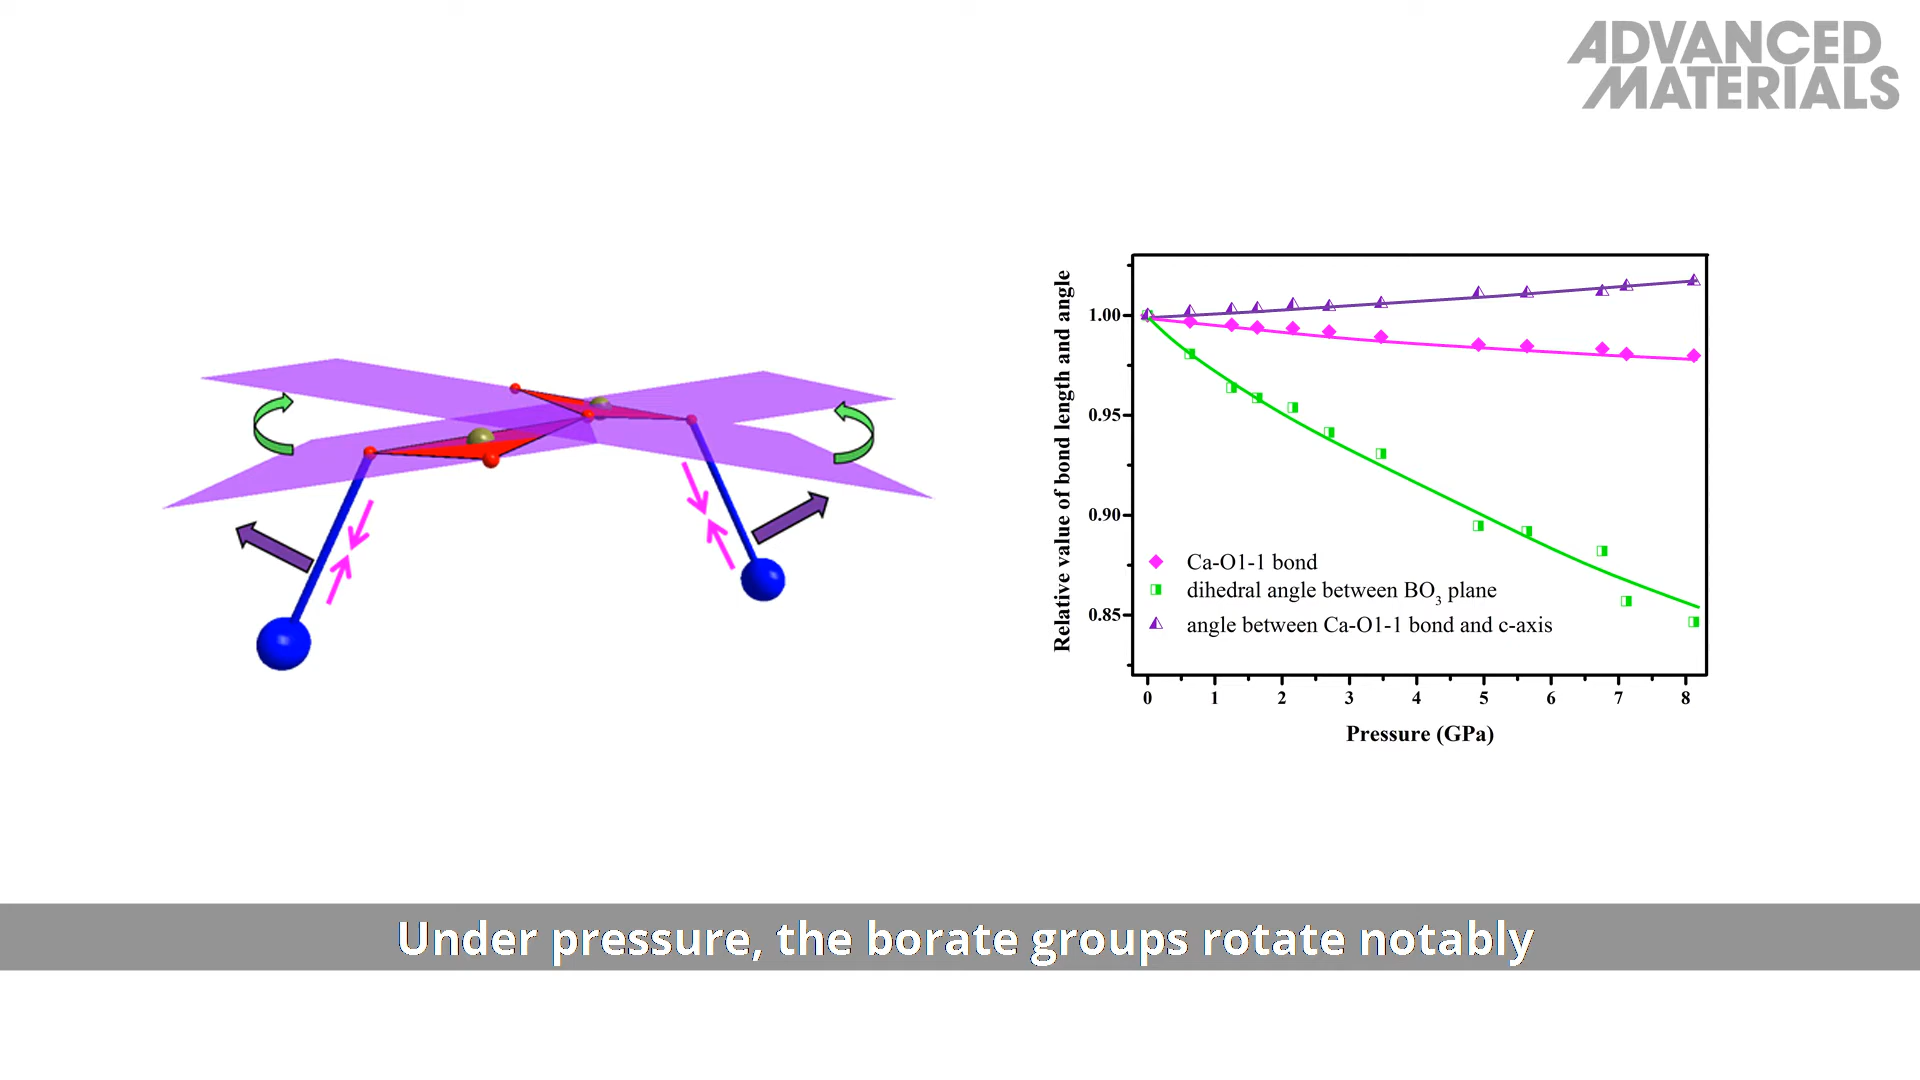 ADVANCED
MATERIALS
Relative value of bond length and angle
1.00
0.95
0.90
0.85
Ca-O1-1 bond
dihedral angle between BO3 plane
angle between Ca-O1-1 bond and c-axis
0 1 2 3 4 5 6 7 8
Pressure (GPa)
Under pressure, the borate groups rotate notably